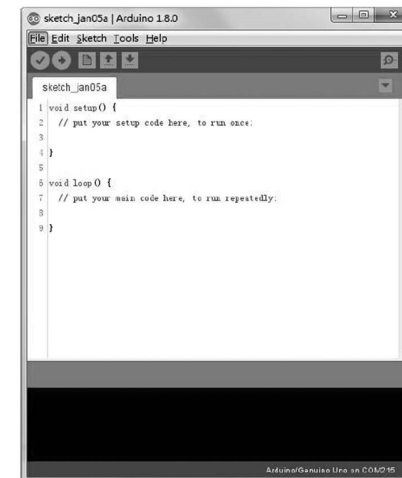 sketch_jan05a | Arduino 1.8.0
File Edit Sketch Tools Help
sketch_jan05a
1 void setup() {
2 // put your setup code here, to run once:
3
4 }
5
6 void loop() {
7 // put your main code here, to run repeatedly:
8
9 }
Arduino/Genuino Uno on COM215